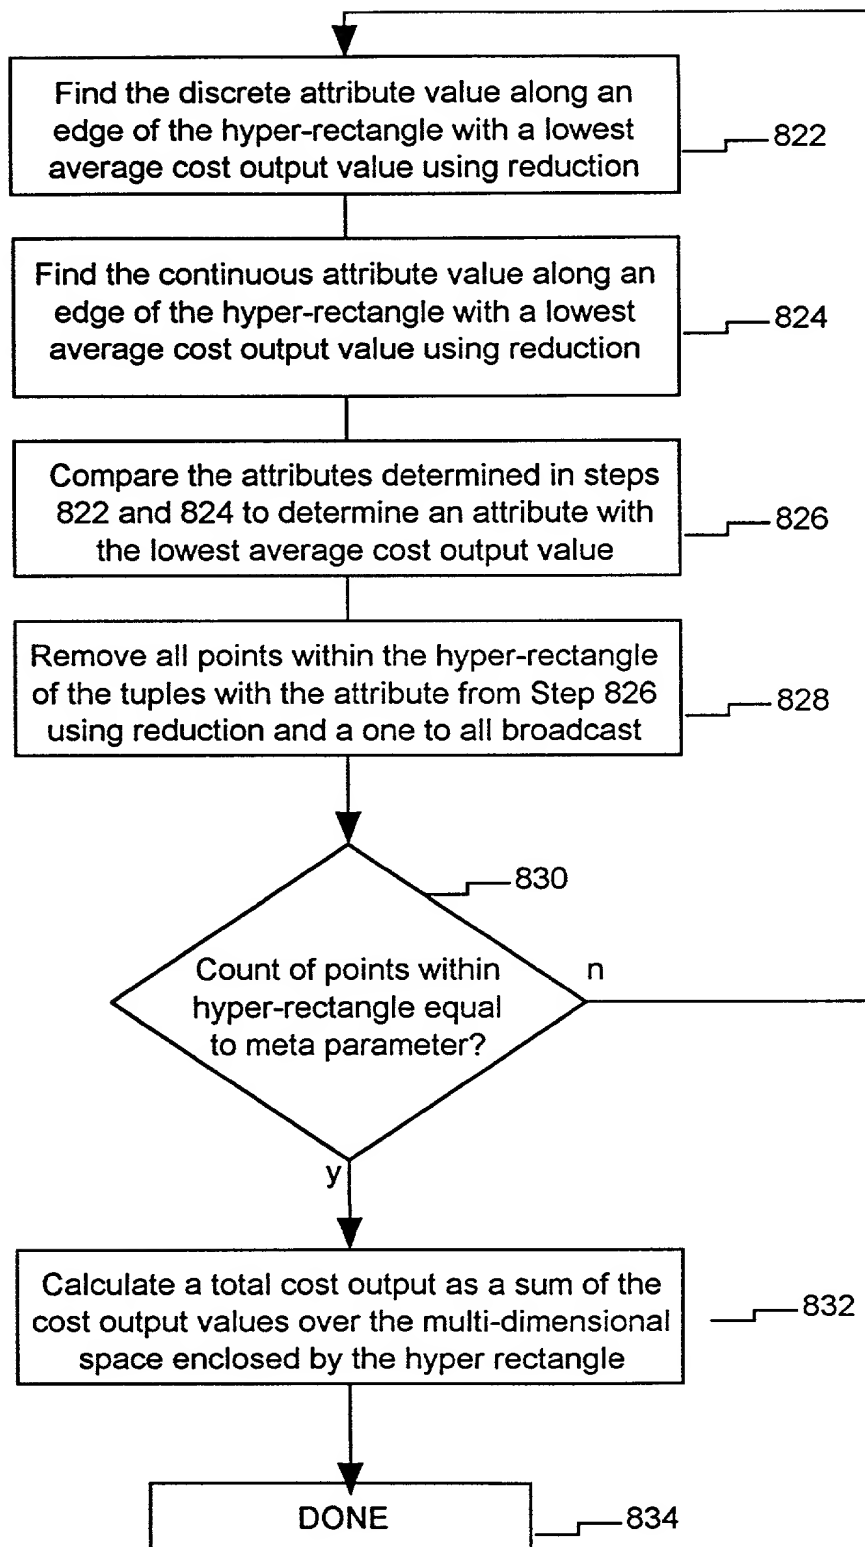 Find the discrete attribute value along an
edge of the hyper-rectangle with a lowest
average cost output value using reduction
822
Find the continuous attribute value along an
edge of the hyper-rectangle with a lowest
average cost output value using reduction
824
Compare the attributes determined in steps
822 and 824 to determine an attribute with
the lowest average cost output value
826
Remove all points within the hyper-rectangle
of the tuples with the attribute from Step 826
using reduction and a one to all broadcast
828
830
Count of points within
hyper-rectangle equal
to meta parameter?
n
y
Calculate a total cost output as a sum of the
cost output values over the multi-dimensional
space enclosed by the hyper rectangle
832
DONE
834